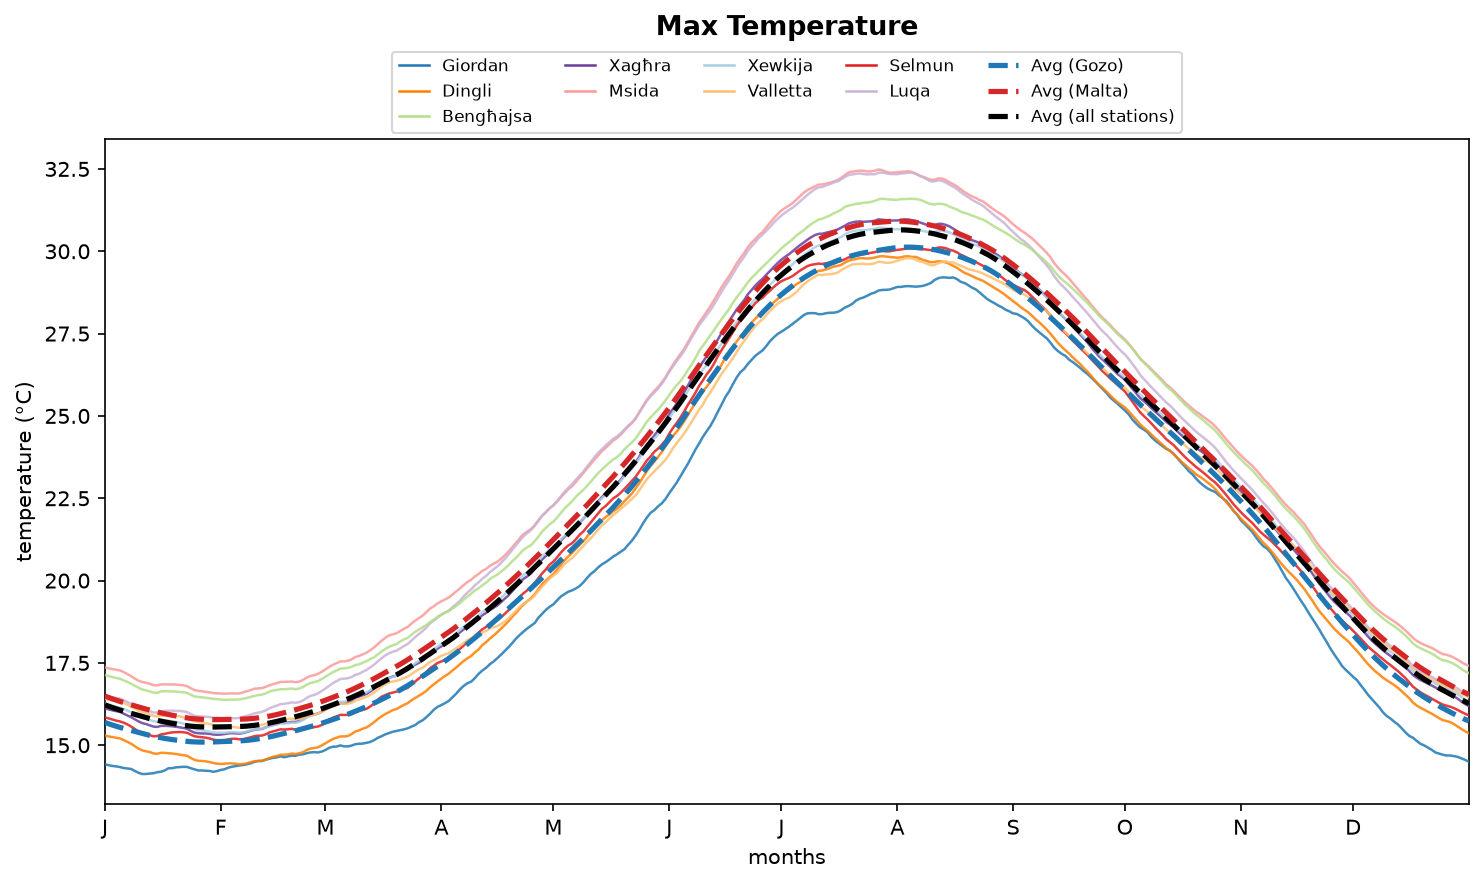 Max Temperature
Giordan Xagħra Xewkija Selmun Avg (Gozo)
Dingli Msida Valletta Luqa Avg (Malta)
Bengħajsa Avg (all stations)
32.5
30.0
27.5
25.0
22.5
20.0
17.5
15.0
temperature (°C)
J F M A M J J A S O N D
months